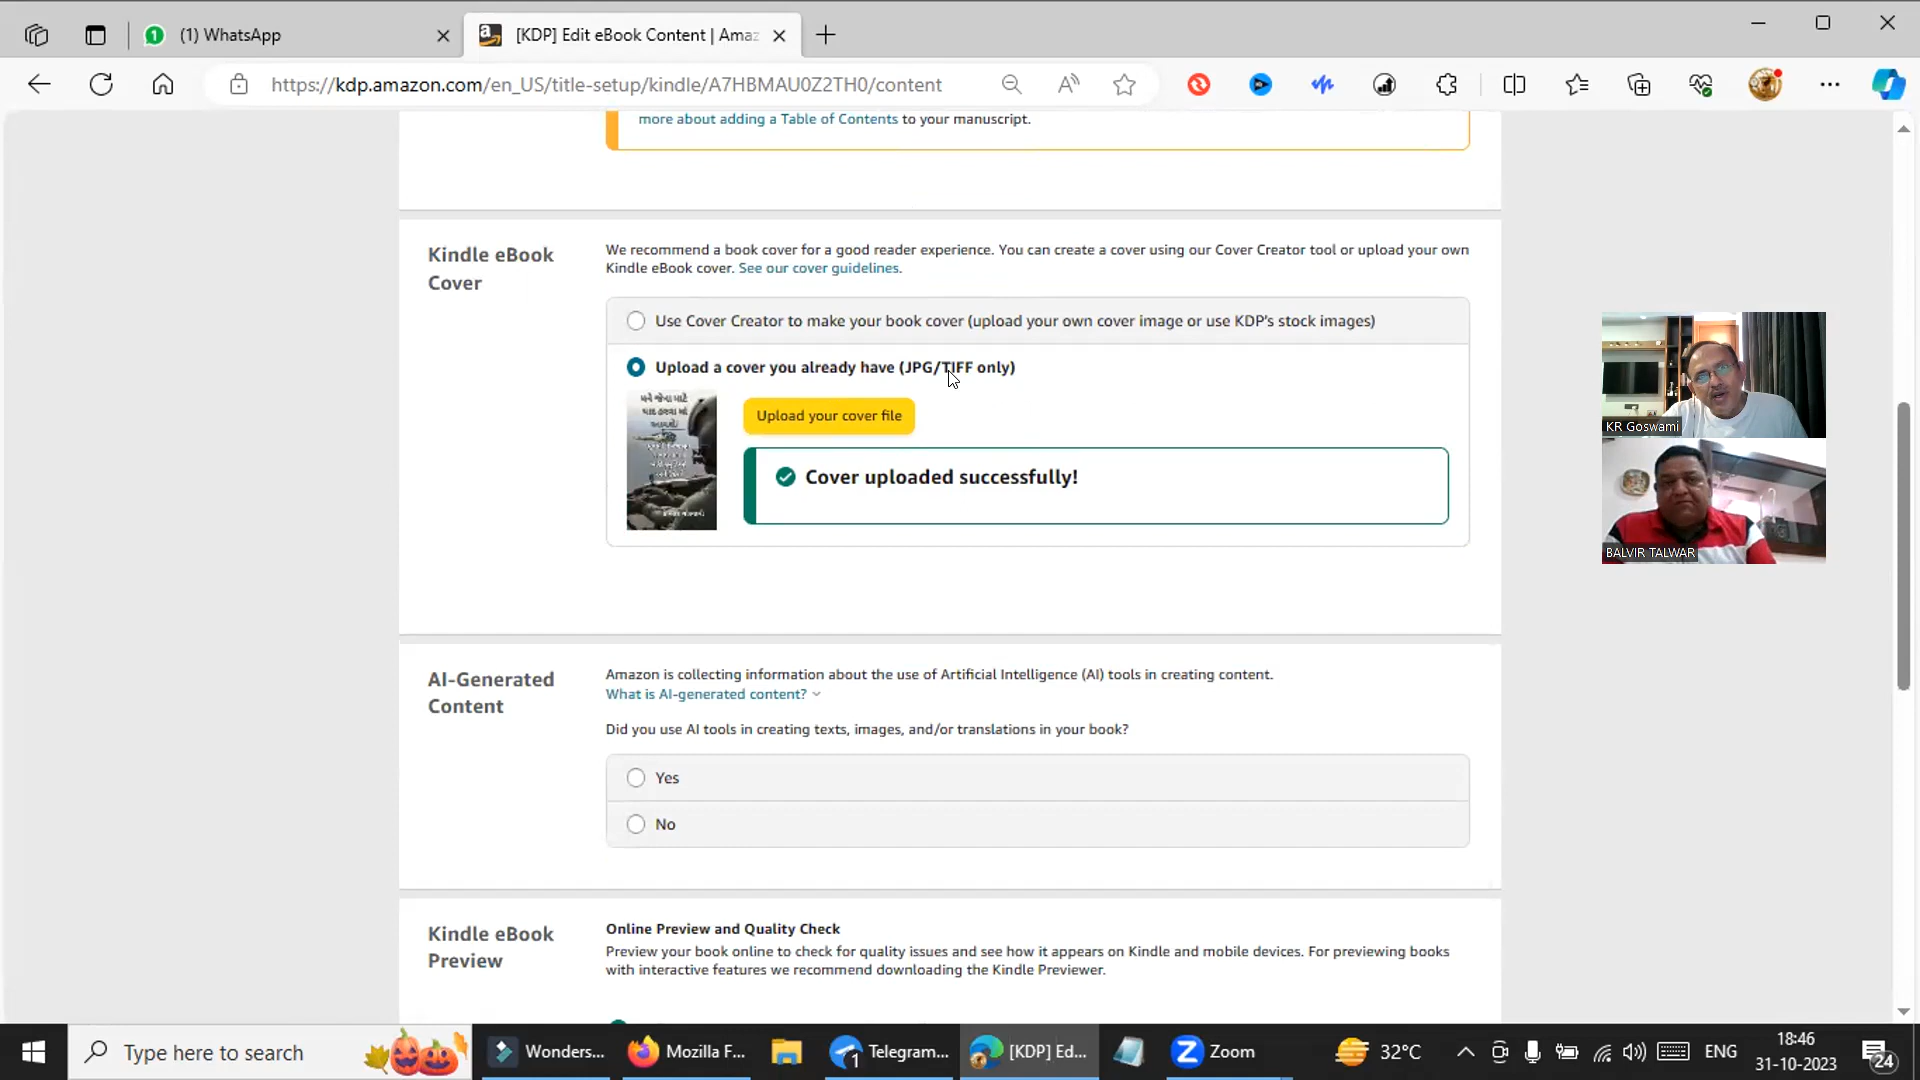 (1) WhatsApp
[KDP] Edit eBook Content | Amaz
https://kdp.amazon.com/en_US/title-setup/kindle/A7HBMAU0Z2TH0/content
more about adding a Table of Contents to your manuscript.
Kindle eBook
Cover
We recommend a book cover for a good reader experience. You can create a cover using our Cover Creator tool or upload your own
Kindle eBook cover. See our cover guidelines.
Use Cover Creator to make your book cover (upload your own cover image or use KDP's stock images)
Upload a cover you already have (JPG/TIFF only)
Upload your cover file
Cover uploaded successfully!
KR Goswami
BALVIR TALWAR
AI-Generated
Content
Amazon is collecting information about the use of Artificial Intelligence (AI) tools in creating content.
What is AI-generated content?
Did you use AI tools in creating texts, images, and/or translations in your book?
Yes
No
Kindle eBook
Preview
Online Preview and Quality Check
Preview your book online to check for quality issues and see how it appears on Kindle and mobile devices. For previewing books
with interactive features we recommend downloading the Kindle Previewer.
Type here to search
Wonders...
Mozilla F...
Telegram...
1
[KDP] Ed...
Zoom
32°C
ENG
18:46
31-10-2023
24